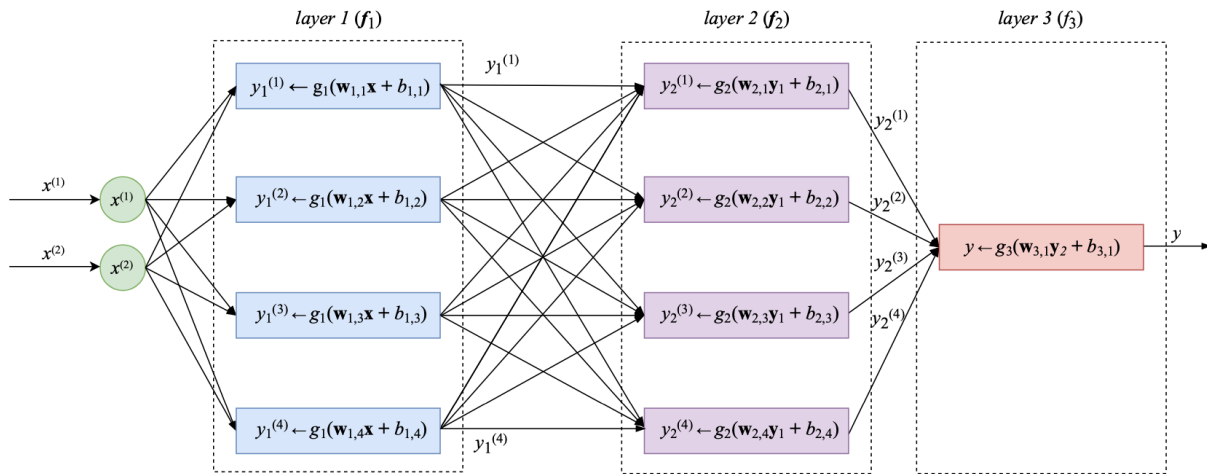 layer 1 (f₁)
layer 2 (f₂)
layer 3 (f₃)
y₁⁽¹⁾ ← g₁(w₁,₁x + b₁,₁)
y₁⁽¹⁾
y₂⁽¹⁾ ← g₂(w₂,₁y₁ + b₂,₁)
y₂⁽¹⁾
x⁽¹⁾
x⁽¹⁾
y₁⁽²⁾ ← g₁(w₁,₂x + b₁,₂)
y₂⁽²⁾ ← g₂(w₂,₂y₁ + b₂,₂)
y₂⁽²⁾
x⁽²⁾
x⁽²⁾
y ← g₃(w₃,₁y₂ + b₃,₁)
y
y₂⁽³⁾
y₁⁽³⁾ ← g₁(w₁,₃x + b₁,₃)
y₂⁽³⁾ ← g₂(w₂,₃y₁ + b₂,₃)
y₂⁽⁴⁾
y₁⁽⁴⁾ ← g₁(w₁,₄x + b₁,₄)
y₁⁽⁴⁾
y₂⁽⁴⁾ ← g₂(w₂,₄y₁ + b₂,₄)